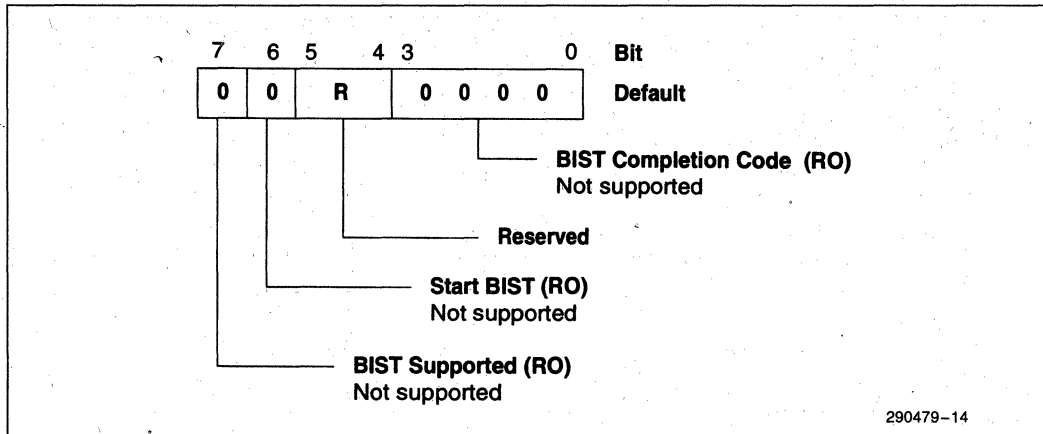 7 6 5 4 3 0 Bit
0 0 R 0 0 0 0 Default
BIST Completion Code (RO)
Not supported
Reserved
Start BIST (RO)
Not supported
BIST Supported (RO)
Not supported
290479-14